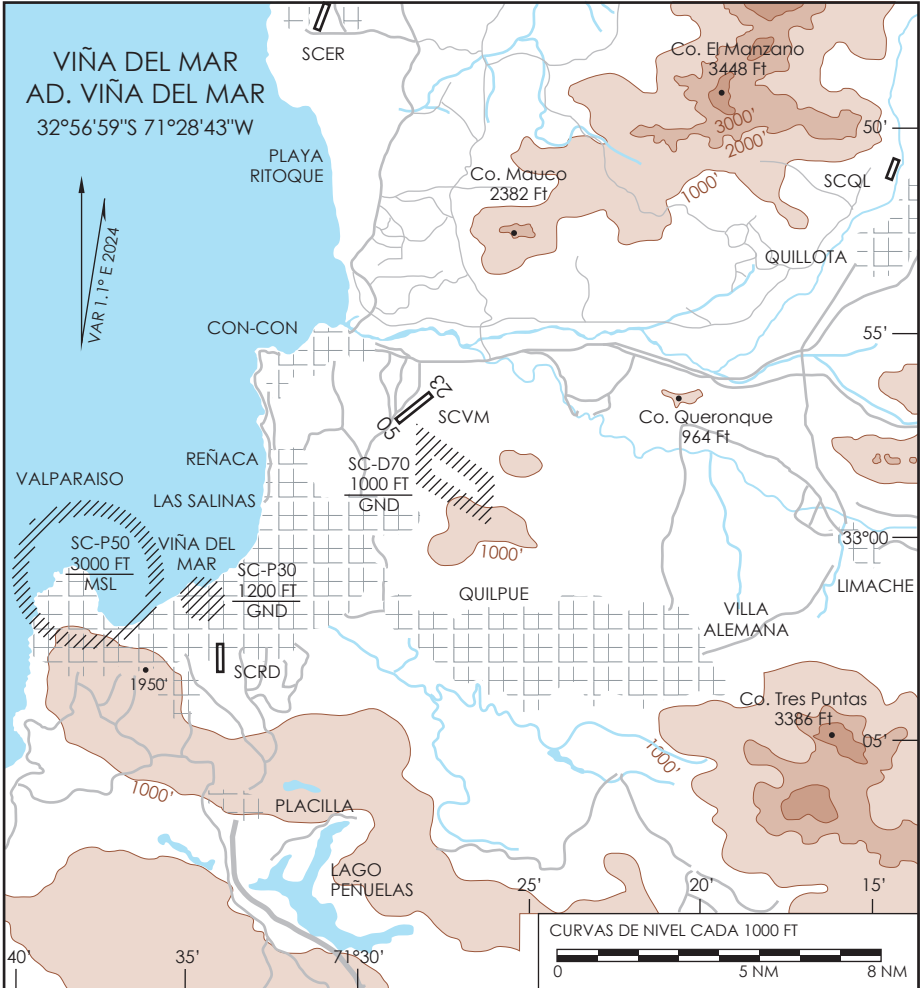 VIÑA DEL MAR
AD. VIÑA DEL MAR
32°56'59"S 71°28'43"W
SCER
Co. El Manzano
3448 Ft
3000'
2000'
1000'
50'
PLAYA
RITOQUE
Co. Mauco
2382 Ft
SCQL
QUILLOTA
VAR 1.1° E 2024
CON-CON
55'
23
05
SCVM
Co. Queronque
964 Ft
REÑACA
SC-D70
1000 FT
GND
VALPARAISO
LAS SALINAS
SC-P50
3000 FT
MSL
VIÑA DEL
MAR
SC-P30
1200 FT
GND
1000'
33°00
LIMACHE
QUILPUE
VILLA
ALEMANA
SCRD
1950'
Co. Tres Puntas
3386 Ft
05'
1000'
1000'
PLACILLA
LAGO
PEÑUELAS
25'
20'
15'
40'
35'
71°30'
CURVAS DE NIVEL CADA 1000 FT
0
5 NM
8 NM